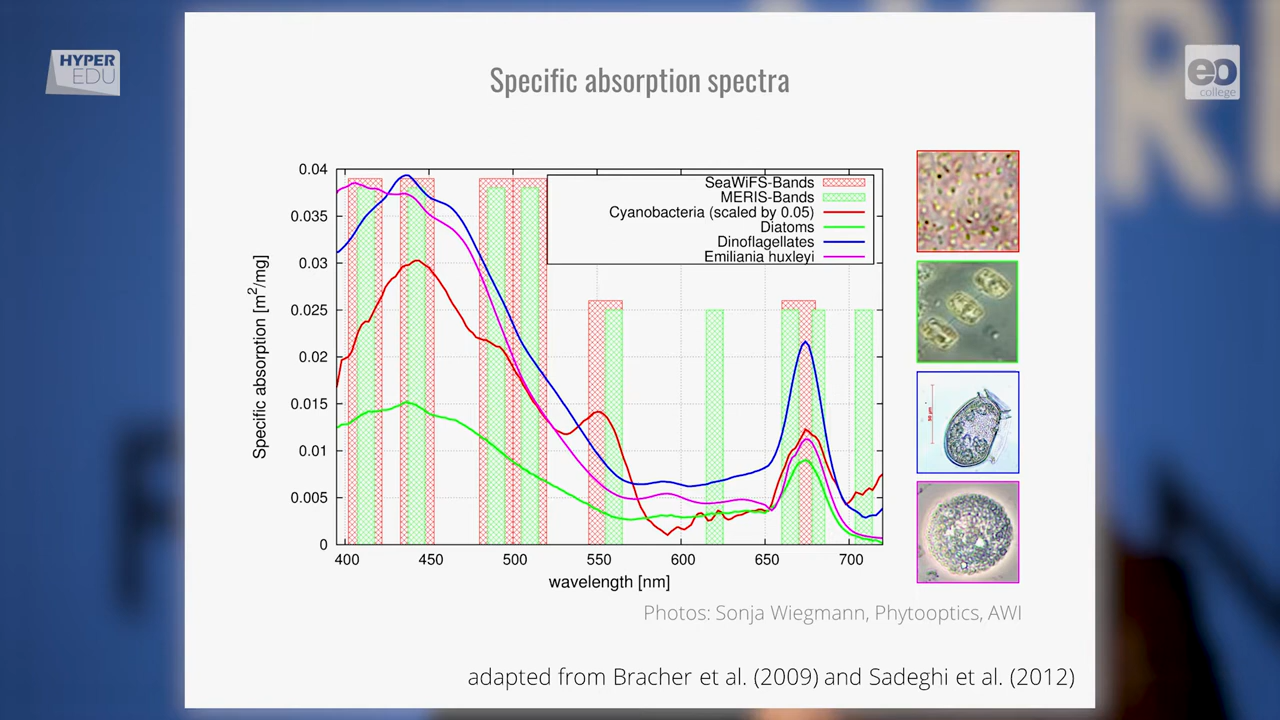 HYPER
EDU
eo
college
Specific absorption spectra
Specific absorption [m²/mg]
0.04
0.035
0.03
0.025
0.02
0.015
0.01
0.005
0
400 450 500 550 600 650 700
wavelength [nm]
SeaWiFS-Bands
MERIS-Bands
Cyanobacteria (scaled by 0.05)
Diatoms
Dinoflagellates
Emiliania huxleyi
50 µm
Photos: Sonja Wiegmann, Phytooptics, AWI
adapted from Bracher et al. (2009) and Sadeghi et al. (2012)